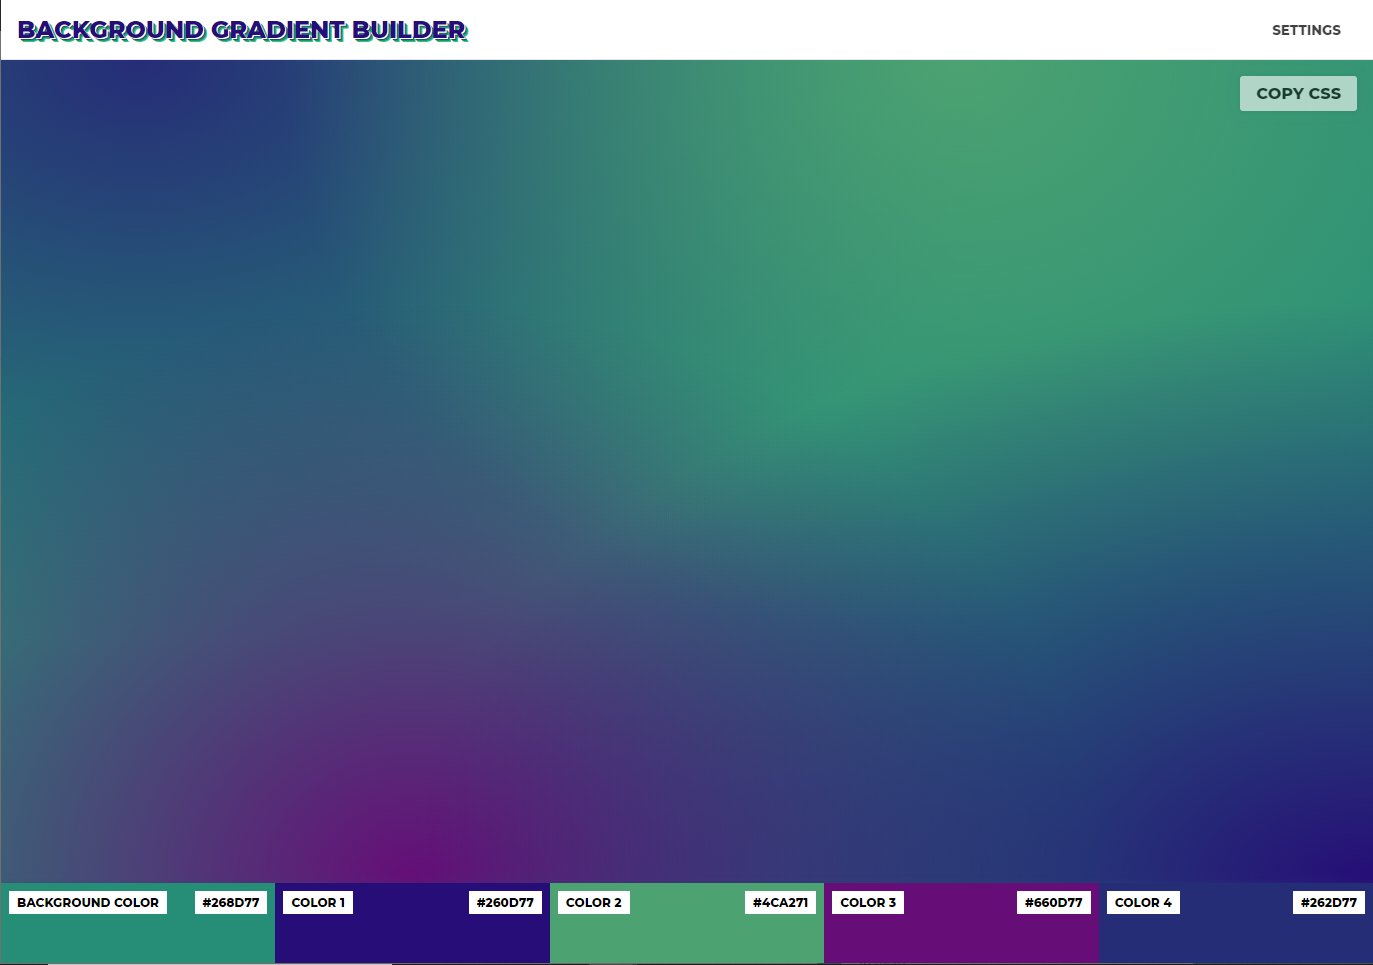 BACKGROUND GRADIENT BUILDER
SETTINGS
COPY CSS
BACKGROUND COLOR #268D77 COLOR 1 #260D77 COLOR 2 #4CA271 COLOR 3 #660D77 COLOR 4 #262D77